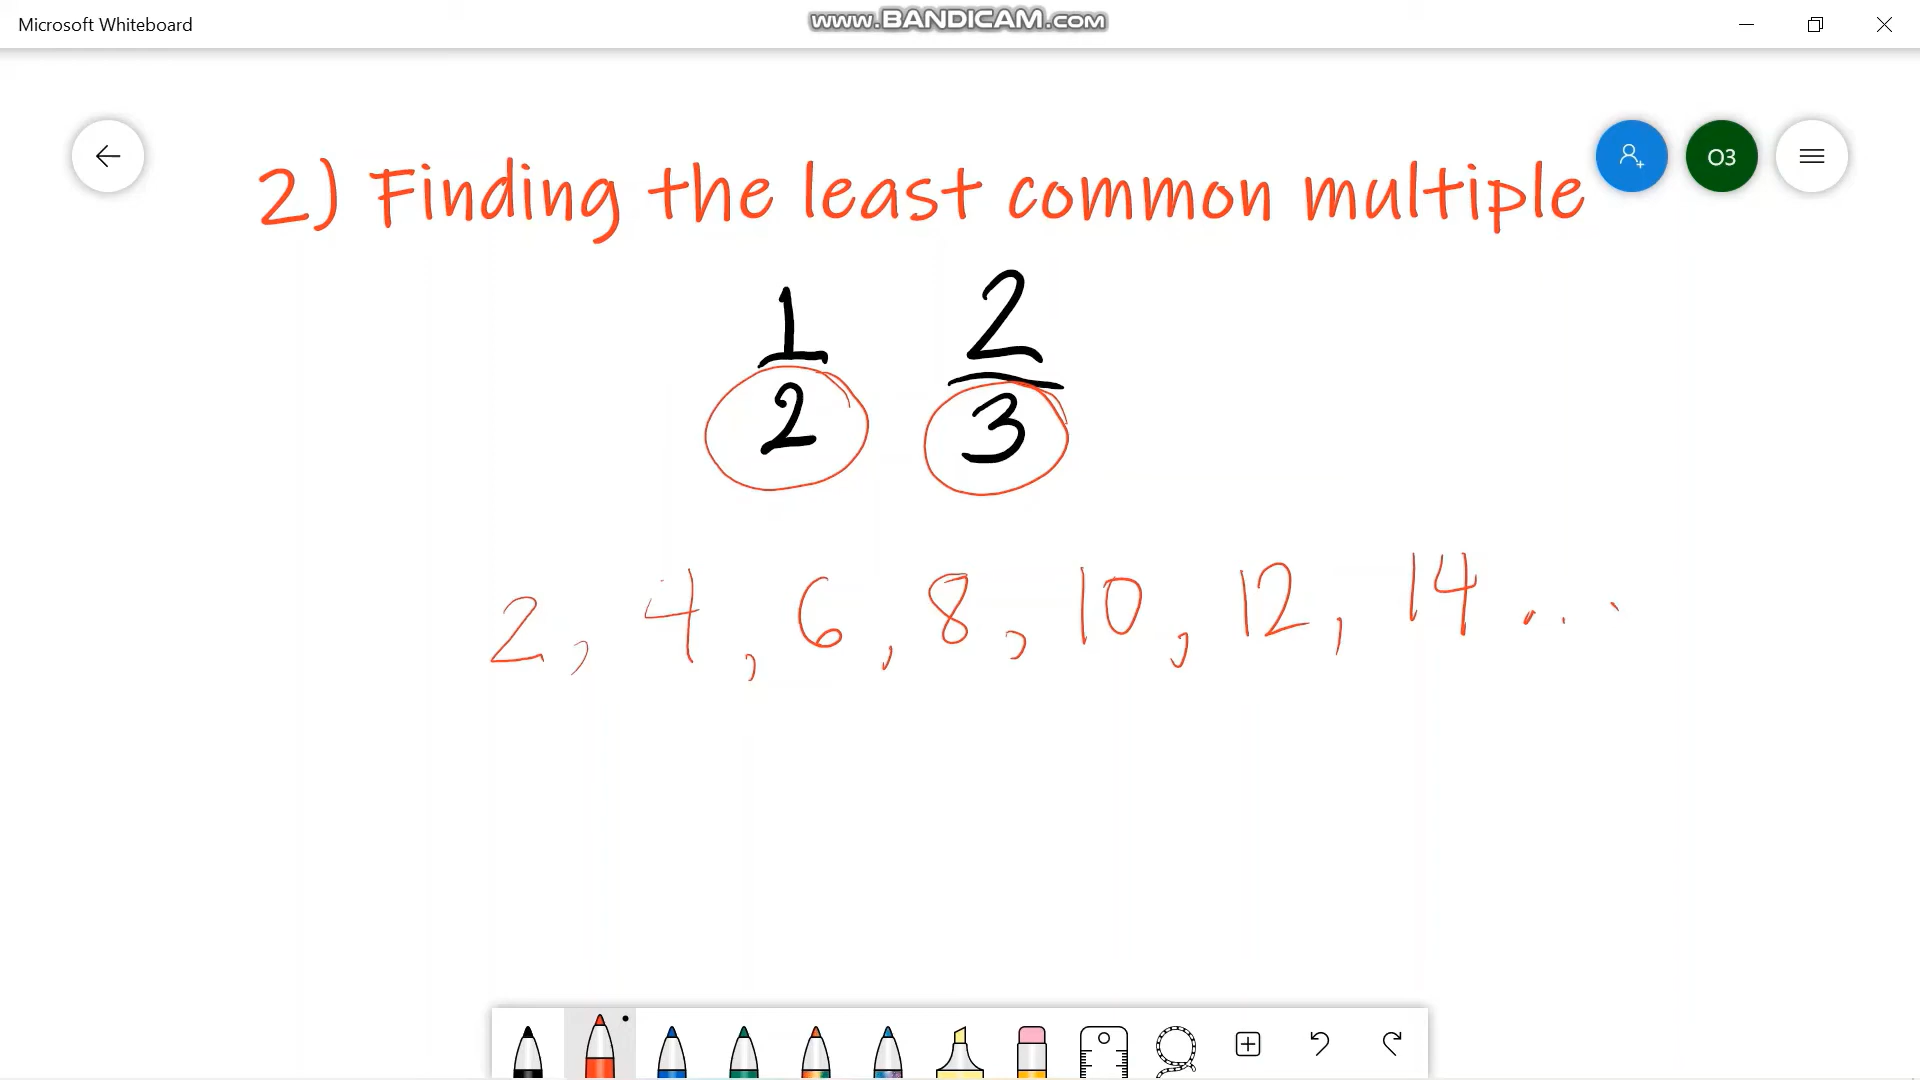 Microsoft Whiteboard
www.BANDICAM.com
O3
2) Finding the least common multiple
1 2
2 3
2, 4, 6, 8, 10, 12, 14 ...